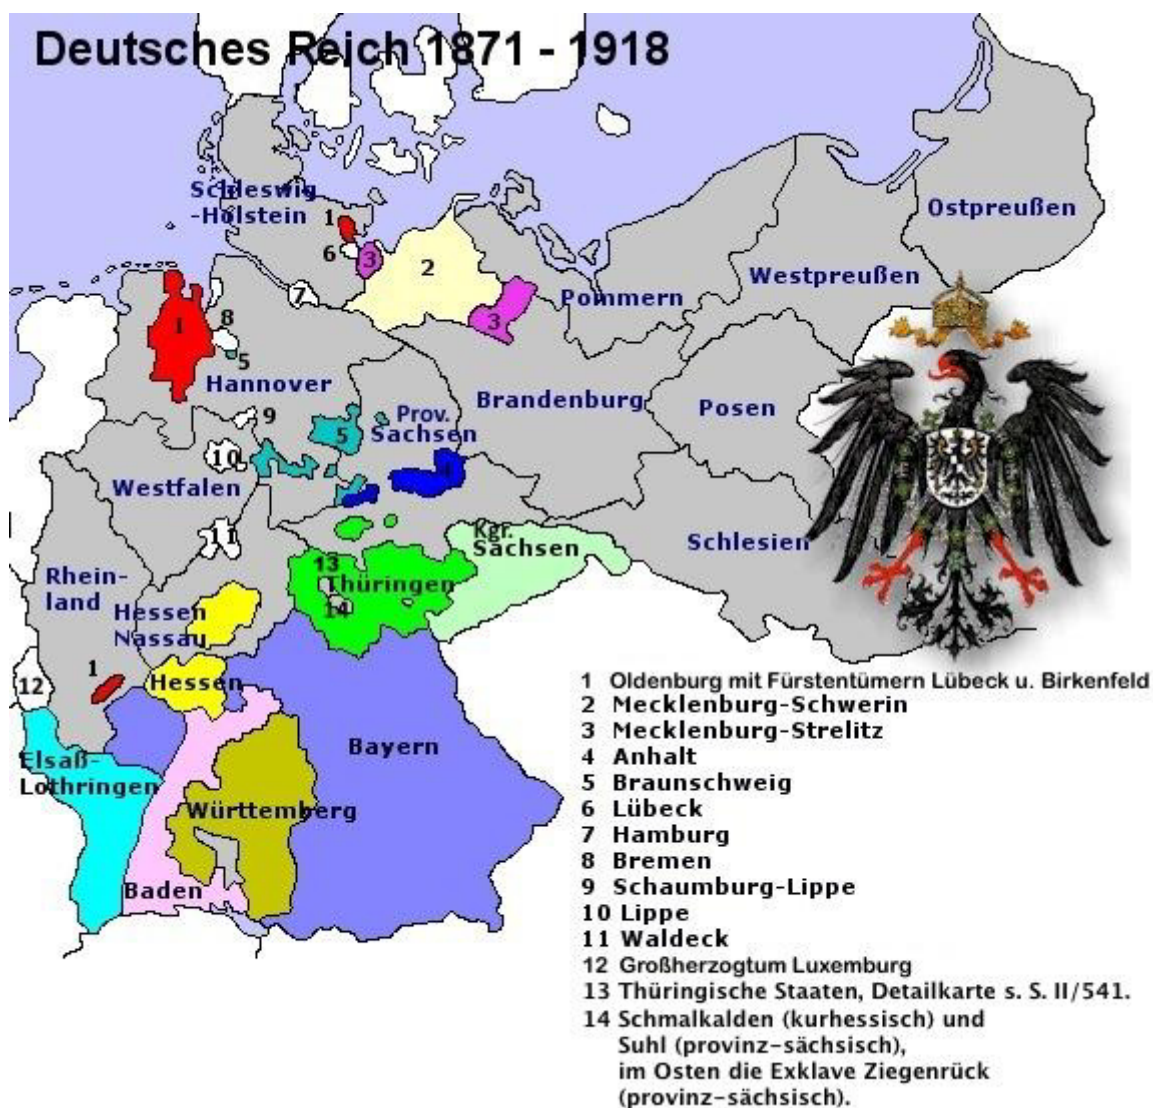 Deutsches Reich 1871 - 1918
Schleswig
-Holstein
1
6
3
2
7
Ostpreußen
Westpreußen
Pommern
3
1
8
5
Hannover
9
Prov.
Sachsen
5
Brandenburg
Posen
10
4
Westfalen
11
Kgr.
Sachsen
Schlesien
13
Thüringen
14
Rhein-
land
Hessen
Nassau
1
12
Hessen
Bayern
Elsaß-
Lothringen
Württemberg
Baden
1 Oldenburg mit Fürstentümern Lübeck u. Birkenfeld
2 Mecklenburg-Schwerin
3 Mecklenburg-Strelitz
4 Anhalt
5 Braunschweig
6 Lübeck
7 Hamburg
8 Bremen
9 Schaumburg-Lippe
10 Lippe
11 Waldeck
12 Großherzogtum Luxemburg
13 Thüringische Staaten, Detailkarte s. S. II/541.
14 Schmalkalden (kurhessisch) und
Suhl (provinz-sächsisch),
im Osten die Exklave Ziegenrück
(provinz-sächsisch).